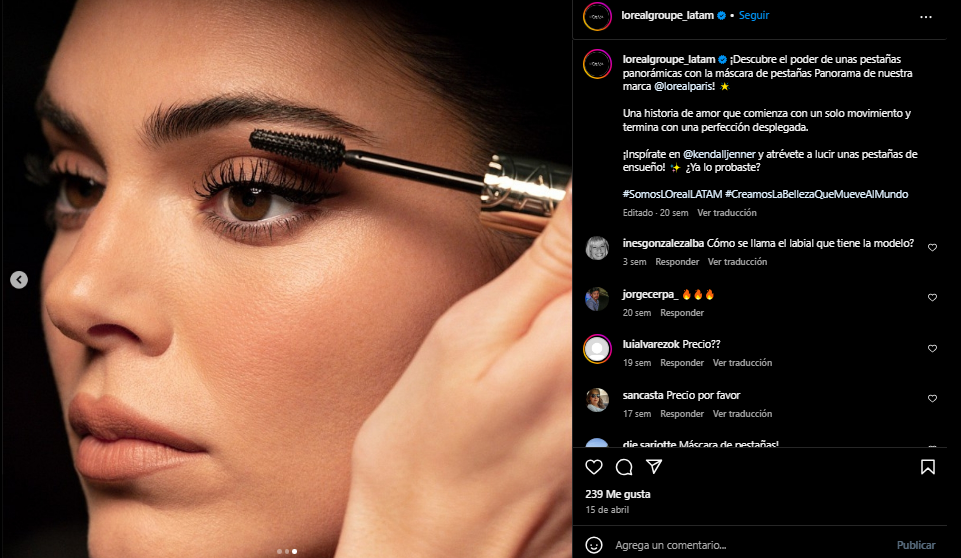 lorealgroupe_latam • Seguir
lorealgroupe_latam ¡Descubre el poder de unas pestañas
panorámicas con la máscara de pestañas Panorama de nuestra
marca @lorealparis! ⭐
Una historia de amor que comienza con un solo movimiento y
termina con una perfección desplegada.
¡Inspírate en @kendalljenner y atrévete a lucir unas pestañas de
ensueño! ✨ ¿Ya lo probaste?
#SomosLOrealLATAM #CreamosLaBellezaQueMueveAlMundo
Editado · 20 sem Ver traducción
inesgonzalezalba Cómo se llama el labial que tiene la modelo?
3 sem Responder Ver traducción
jorgecerpa_ 🔥🔥🔥
20 sem Responder
luialvarezok Precio??
19 sem Responder Ver traducción
sancasta Precio por favor
17 sem Responder Ver traducción
die.sariotte Máscara de pestañas!
239 Me gusta
15 de abril
Agrega un comentario...
Publicar